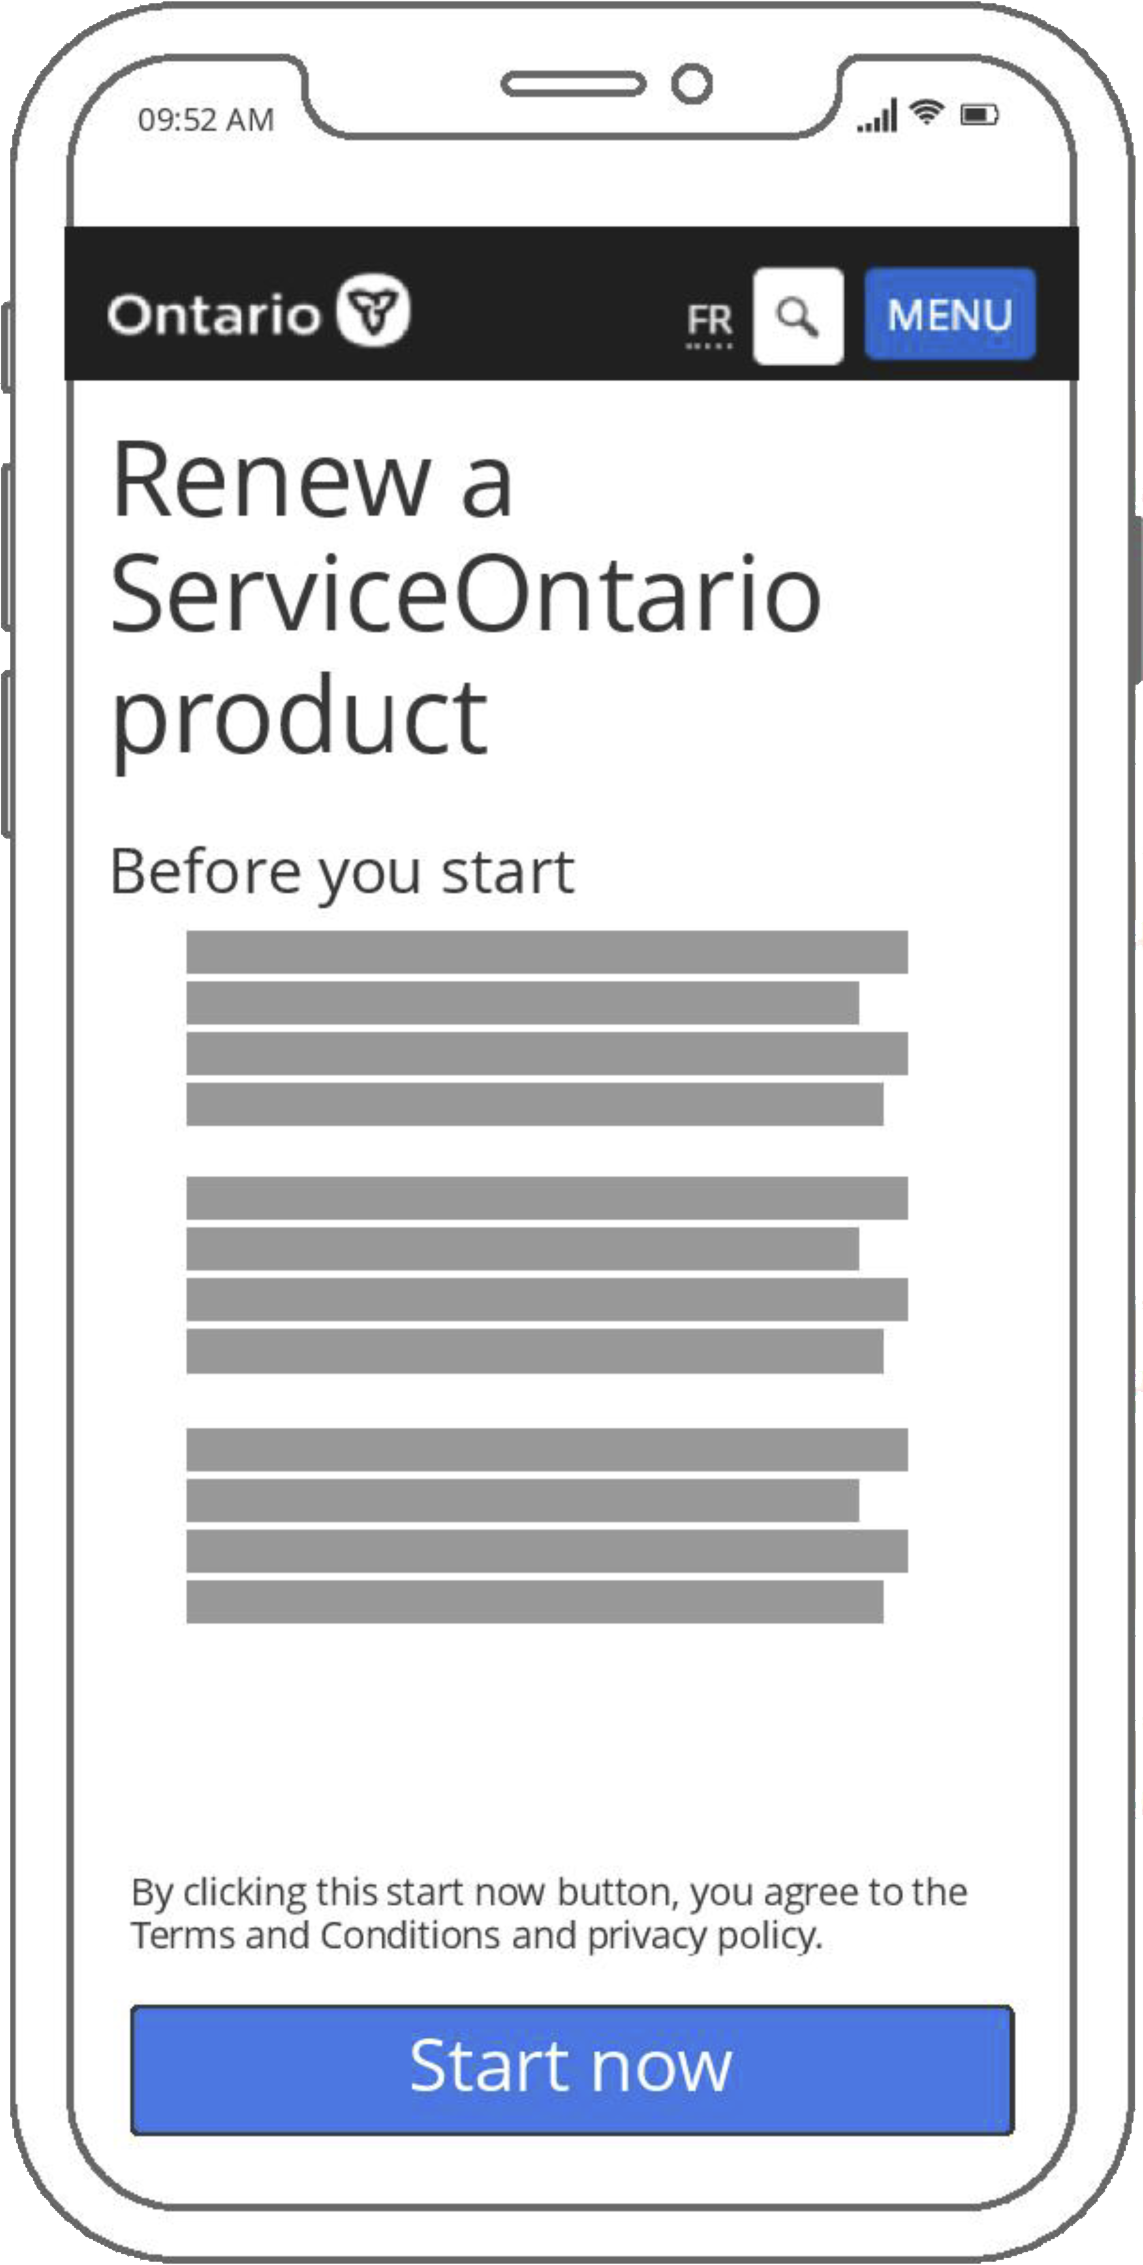 09:52 AM
Ontario
FR
MENU
Renew a
ServiceOntario
product
Before you start
By clicking this start now button, you agree to the
Terms and Conditions and privacy policy.
Start now